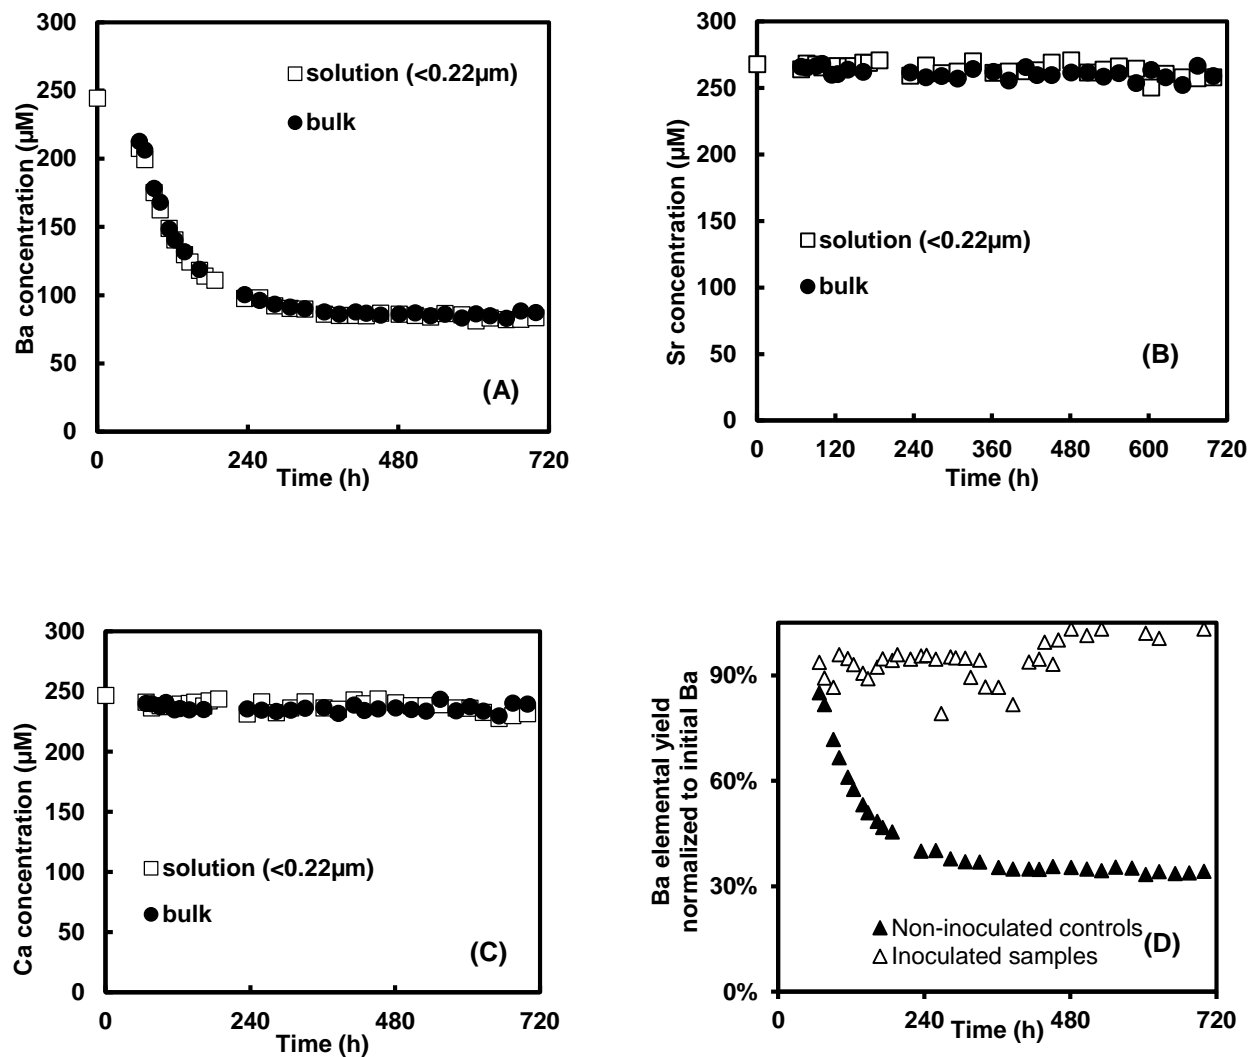 300
250
200
150
100
50
0
Ba concentration (µM)
solution (<0.22µm)
bulk
(A)
0 240 480 720
Time (h)
300
250
200
150
100
50
0
Sr concentration (µM)
solution (<0.22µm)
bulk
(B)
0 120 240 360 480 600 720
Time (h)
300
250
200
150
100
50
0
Ca concentration (µM)
solution (<0.22µm)
bulk
(C)
0 240 480 720
Time (h)
90%
60%
30%
0%
Ba elemental yield
normalized to initial Ba
Non-inoculated controls
Inoculated samples
(D)
0 240 480 720
Time (h)